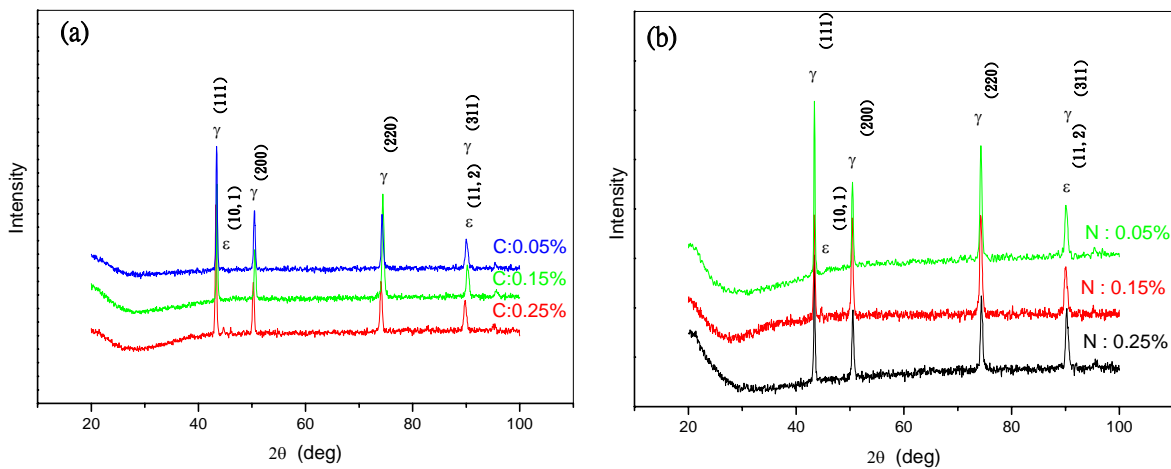 (a)
Intensity
(111)
γ
(10,1)
ε
(200)
γ
(220)
γ
(311)
γ
(11,2)
ε
C:0.05%
C:0.15%
C:0.25%
20 40 60 80 100
2θ (deg)
(b)
Intensity
(111)
γ
(10,1)
ε
(200)
γ
(220)
γ
(311)
γ
(11,2)
ε
N : 0.05%
N : 0.15%
N : 0.25%
20 40 60 80 100
2θ (deg)